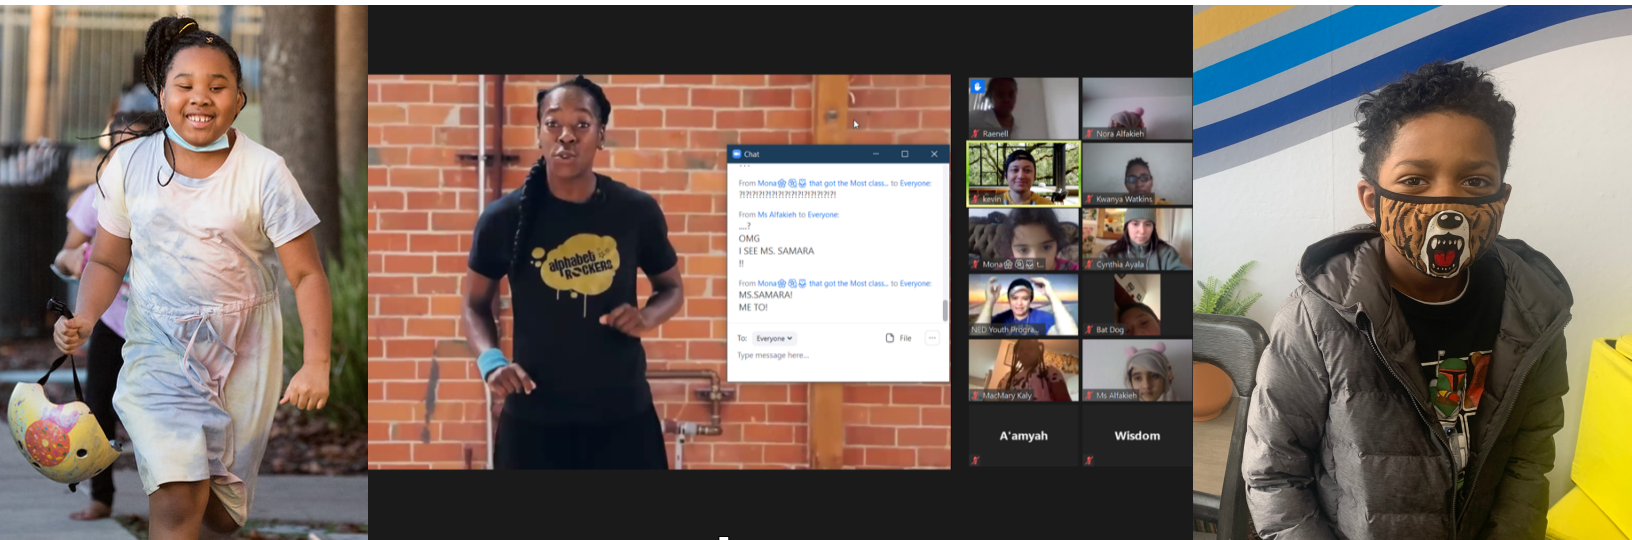 alphabet
ROCKERS
Chat
From Mona that got the Most class... to Everyone:
?!?!?!?!?!?!?!?!?!?!?!?!?!?!?!?!
From Ms Alfakieh to Everyone:
....?
OMG
I SEE MS. SAMARA
!!
From Mona that got the Most class... to Everyone:
MS.SAMARA!
ME TO!
To: Everyone
File
Type message here...
Raenell
Nora Alfakieh
kevin
Kwanya Watkins
Mona
Cynthia Ayala
NED Youth Progra...
Bat Dog
MacMary Kaly
Ms Alfakieh
A'amyah
Wisdom